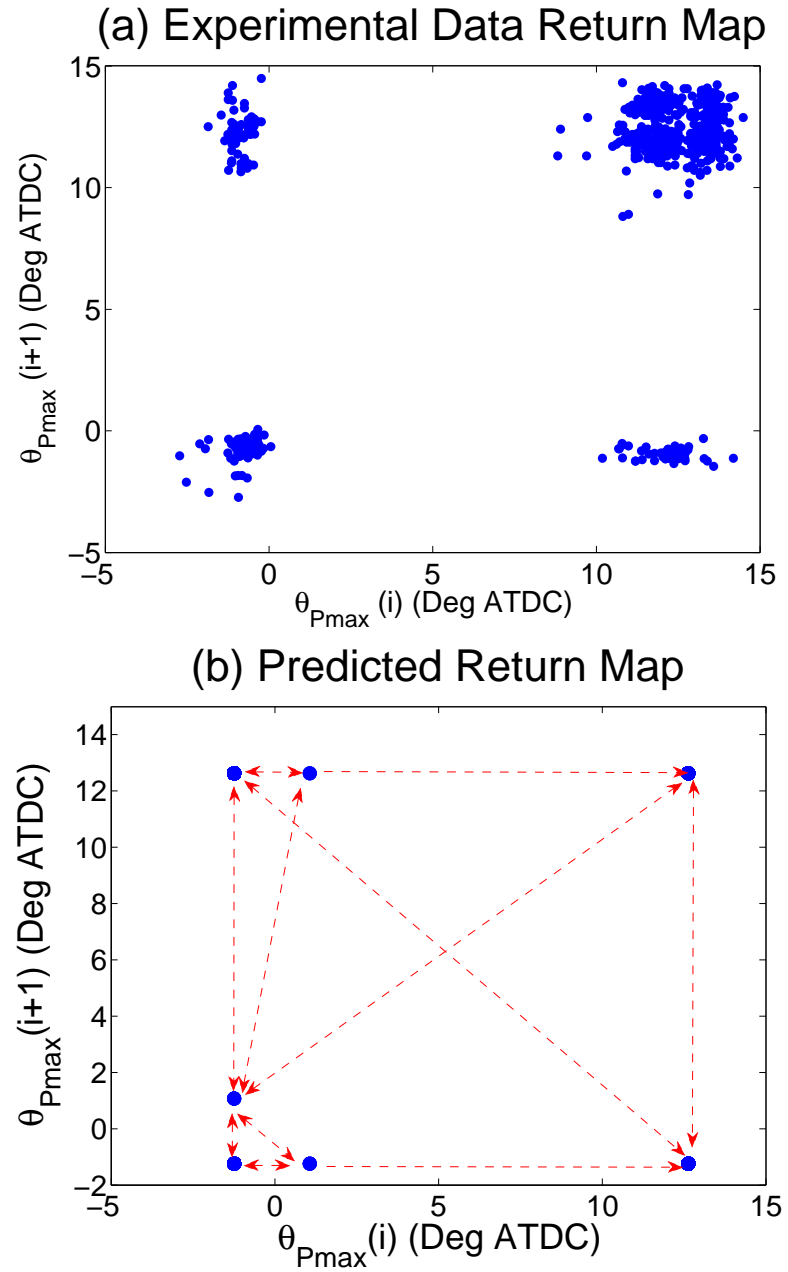 (a) Experimental Data Return Map
15
10
5
0
−5
θPmax (i+1) (Deg ATDC)
−5 0 5 10 15
θPmax (i) (Deg ATDC)
(b) Predicted Return Map
14
12
10
8
6
4
2
0
−2
θPmax(i+1) (Deg ATDC)
−5 0 5 10 15
θPmax(i) (Deg ATDC)